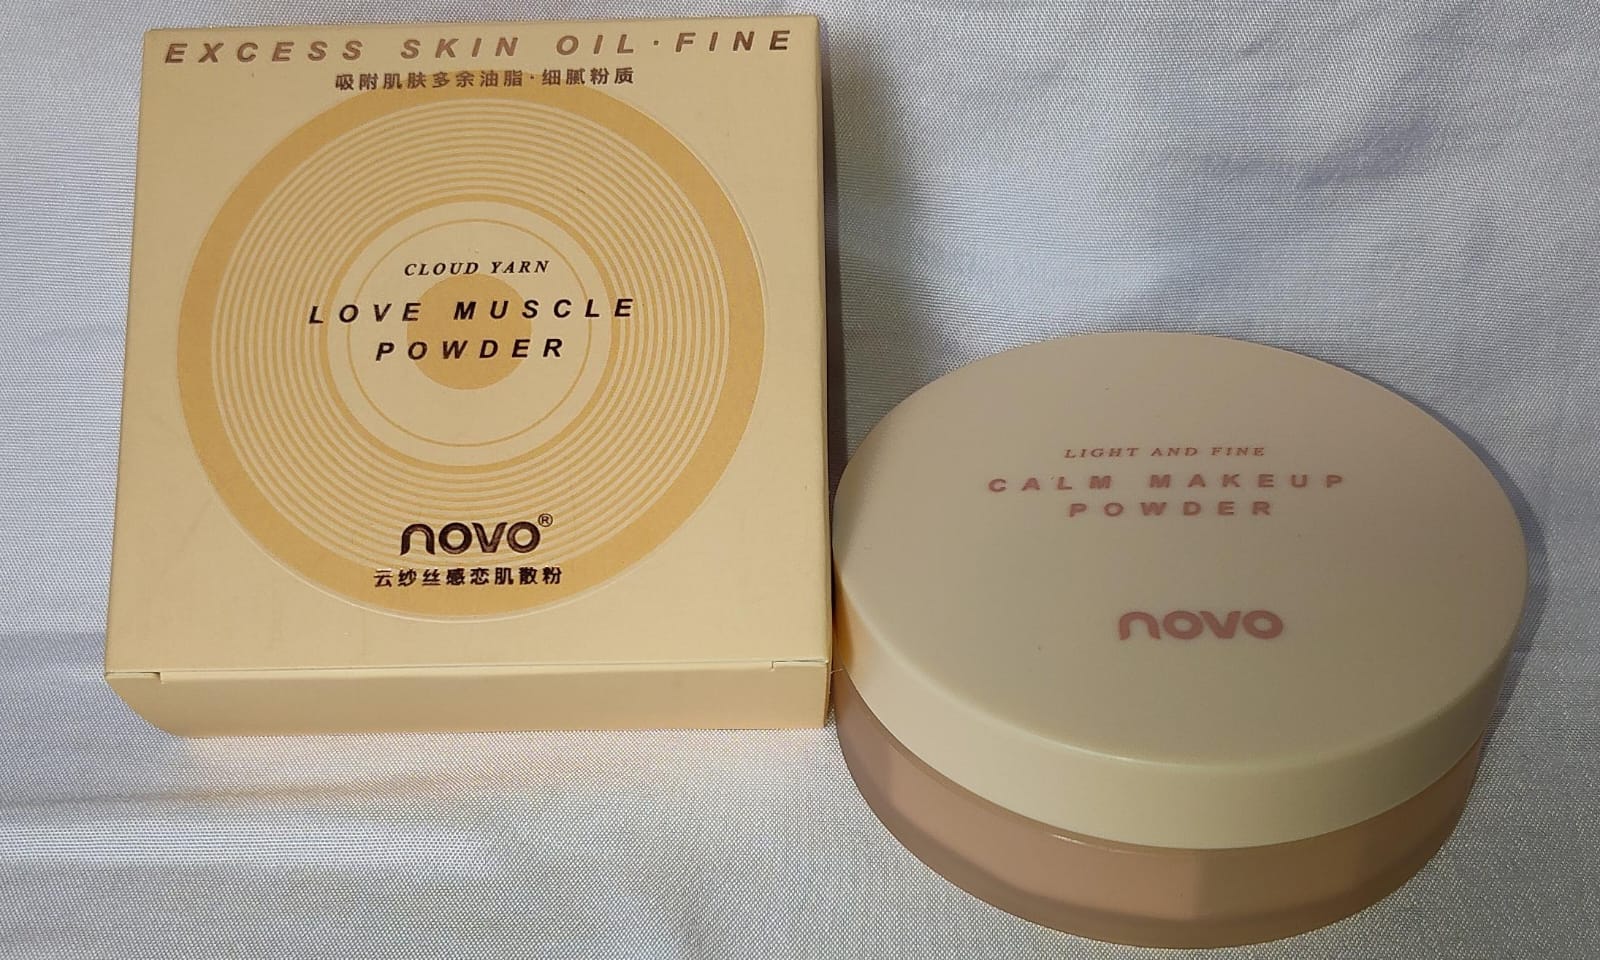 EXCESS SKIN OIL·FINE
吸附肌肤多余油脂·细腻粉质
CLOUD YARN
LOVE MUSCLE
POWDER
novo®
云纱丝感恋肌散粉
LIGHT AND FINE
CALM MAKEUP
POWDER
novo